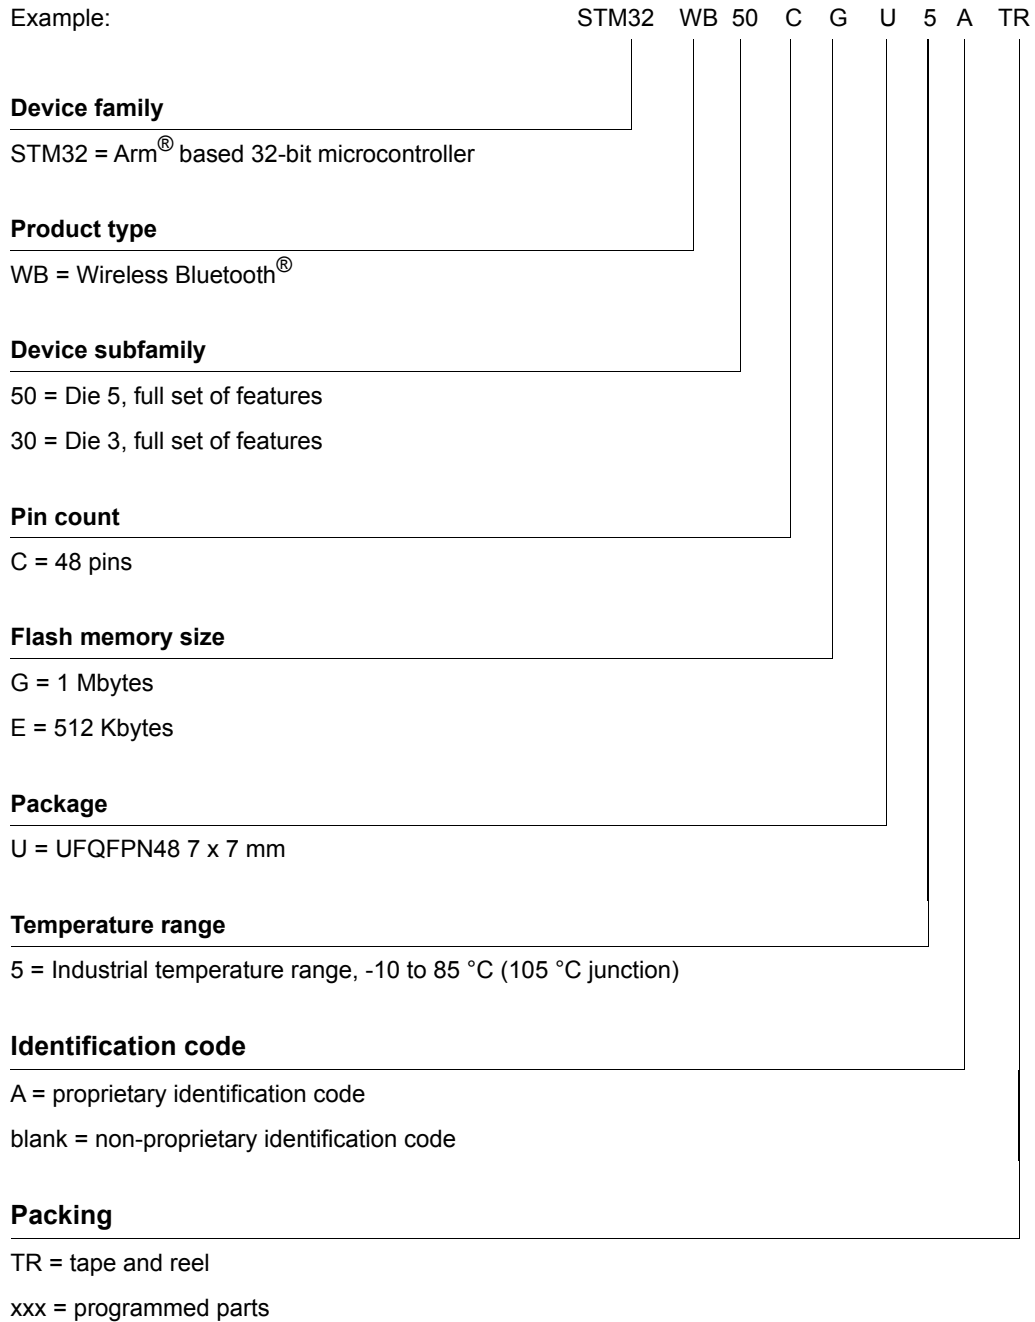 Example: STM32 WB 50 C G U 5 A TR
Device family
STM32 = Arm® based 32-bit microcontroller
Product type
WB = Wireless Bluetooth®
Device subfamily
50 = Die 5, full set of features
30 = Die 3, full set of features
Pin count
C = 48 pins
Flash memory size
G = 1 Mbytes
E = 512 Kbytes
Package
U = UFQFPN48 7 x 7 mm
Temperature range
5 = Industrial temperature range, -10 to 85 °C (105 °C junction)
Identification code
A = proprietary identification code
blank = non-proprietary identification code
Packing
TR = tape and reel
xxx = programmed parts